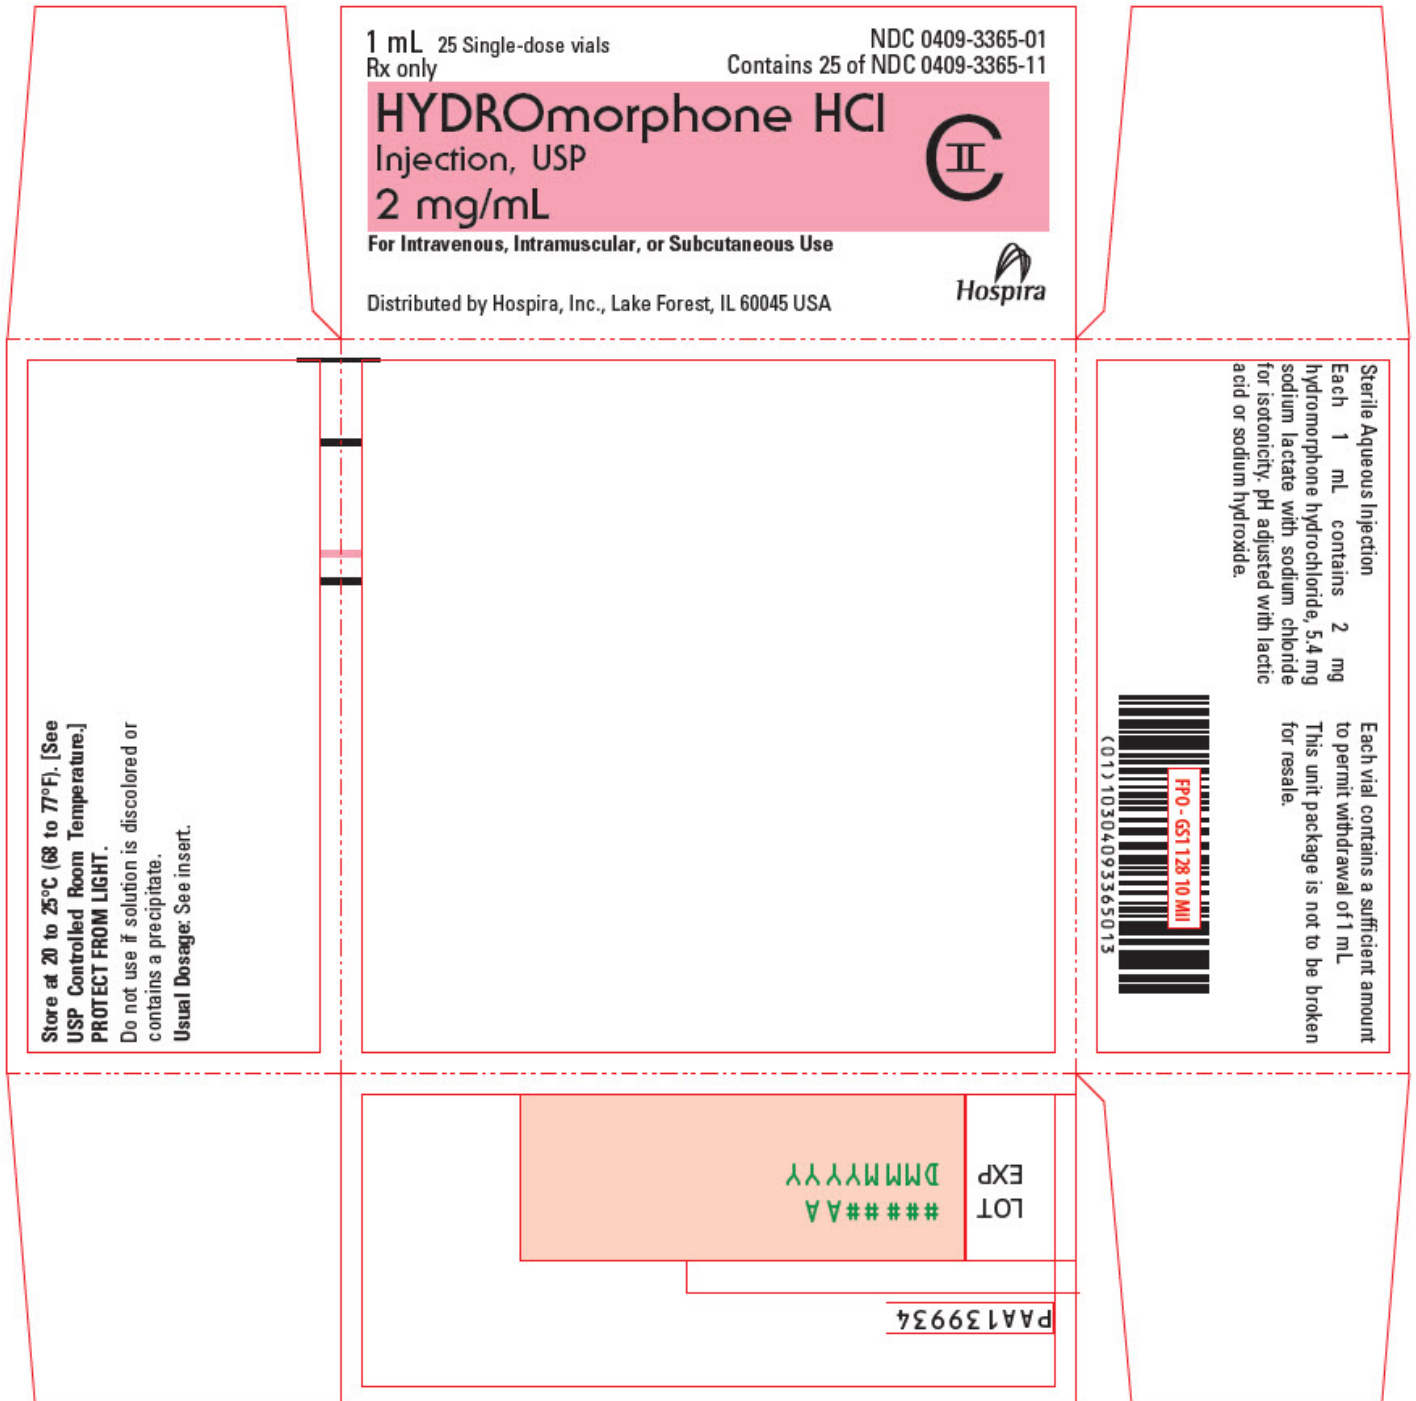 1 mL 25 Single-dose vials
Rx only
NDC 0409-3365-01
Contains 25 of NDC 0409-3365-11
HYDROmorphone HCl
Injection, USP
2 mg/mL
CII
For Intravenous, Intramuscular, or Subcutaneous Use
Distributed by Hospira, Inc., Lake Forest, IL 60045 USA
Hospira
Store at 20 to 25°C (68 to 77°F). [See
USP Controlled Room Temperature.]
PROTECT FROM LIGHT.
Do not use if solution is discolored or
contains a precipitate.
Usual Dosage: See insert.
Sterile Aqueous Injection
Each 1 mL contains 2 mg
hydromorphone hydrochloride, 5.4 mg
sodium lactate with sodium chloride
for isotonicity. pH adjusted with lactic
acid or sodium hydroxide.
Each vial contains a sufficient amount
to permit withdrawal of 1 mL
This unit package is not to be broken
for resale.
FPO - GS1 128 10 Mil
(01)10304093365013
PAA139934
LOT #####AA
EXP DMMMYYYY